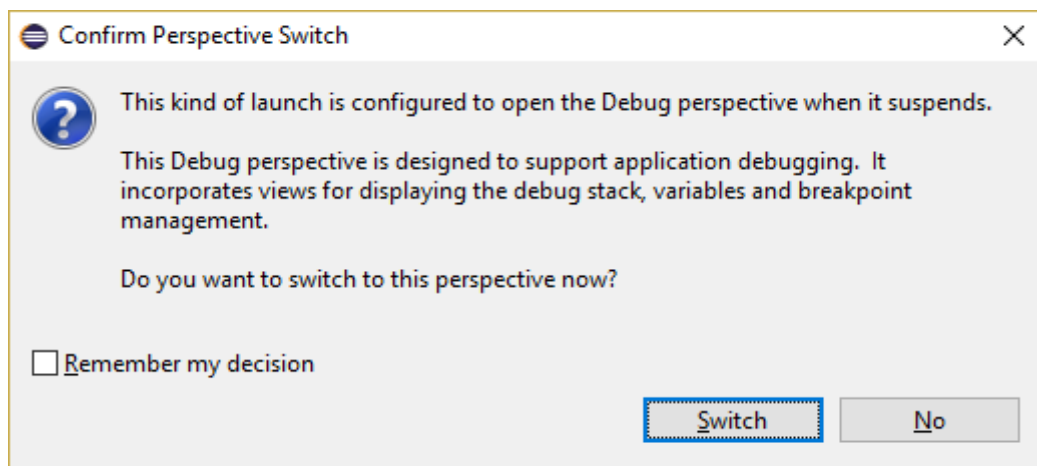 Confirm Perspective Switch
This kind of launch is configured to open the Debug perspective when it suspends.
This Debug perspective is designed to support application debugging.  It
incorporates views for displaying the debug stack, variables and breakpoint
management.
Do you want to switch to this perspective now?
Remember my decision
Switch
No